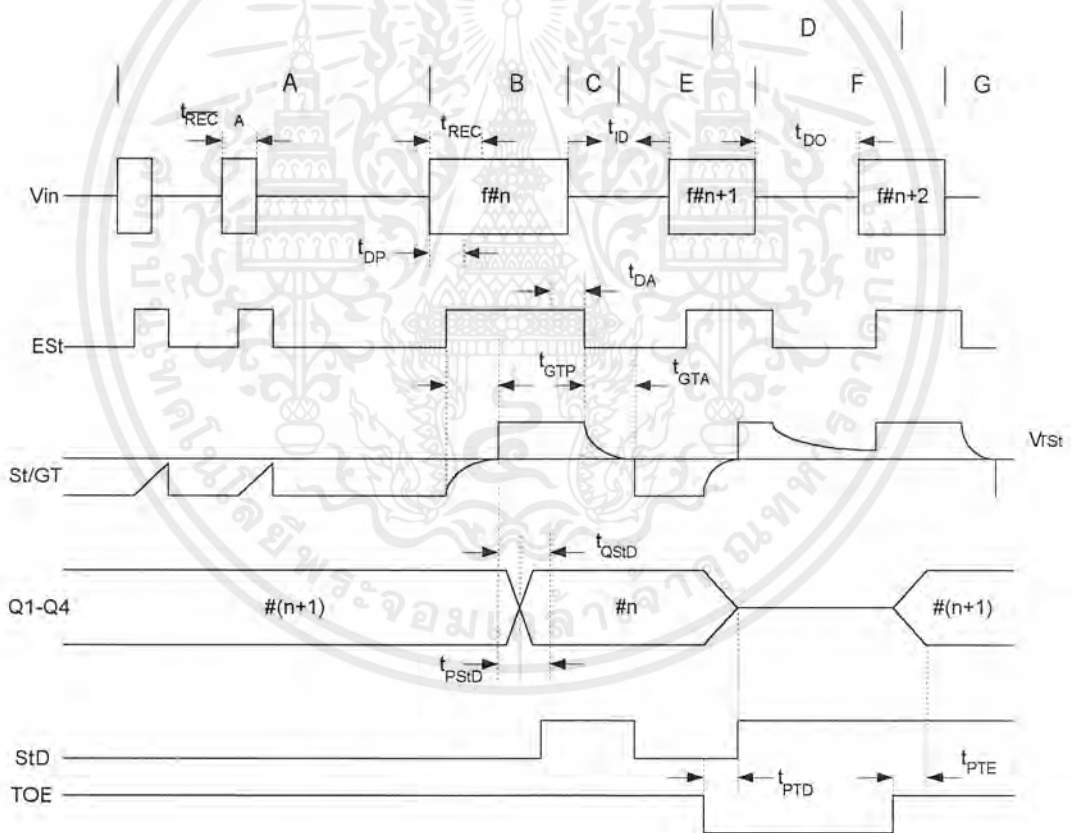 D
A B C E F G
t̅R̅E̅C̅ A tREC tID tDO
Vin f#n f#n+1 f#n+2
tDP
tDA
ESt
tGTP tGTA
VTSt
St/GT
tQStD
Q1-Q4 #(n+1) #n #(n+1)
tPStD
StD
tPTD tPTE
TOE